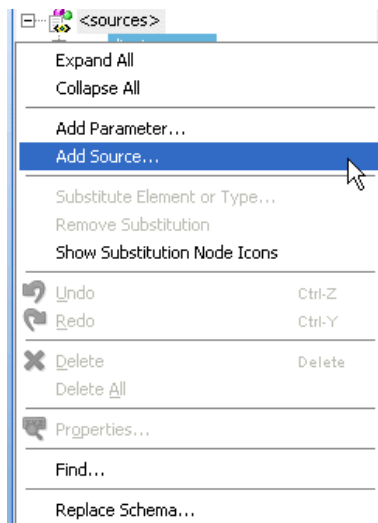 <sources>
Expand All
Collapse All
Add Parameter...
Add Source...
Substitute Element or Type...
Remove Substitution
Show Substitution Node Icons
Undo Ctrl-Z
Redo Ctrl-Y
Delete Delete
Delete All
Properties...
Find...
Replace Schema...